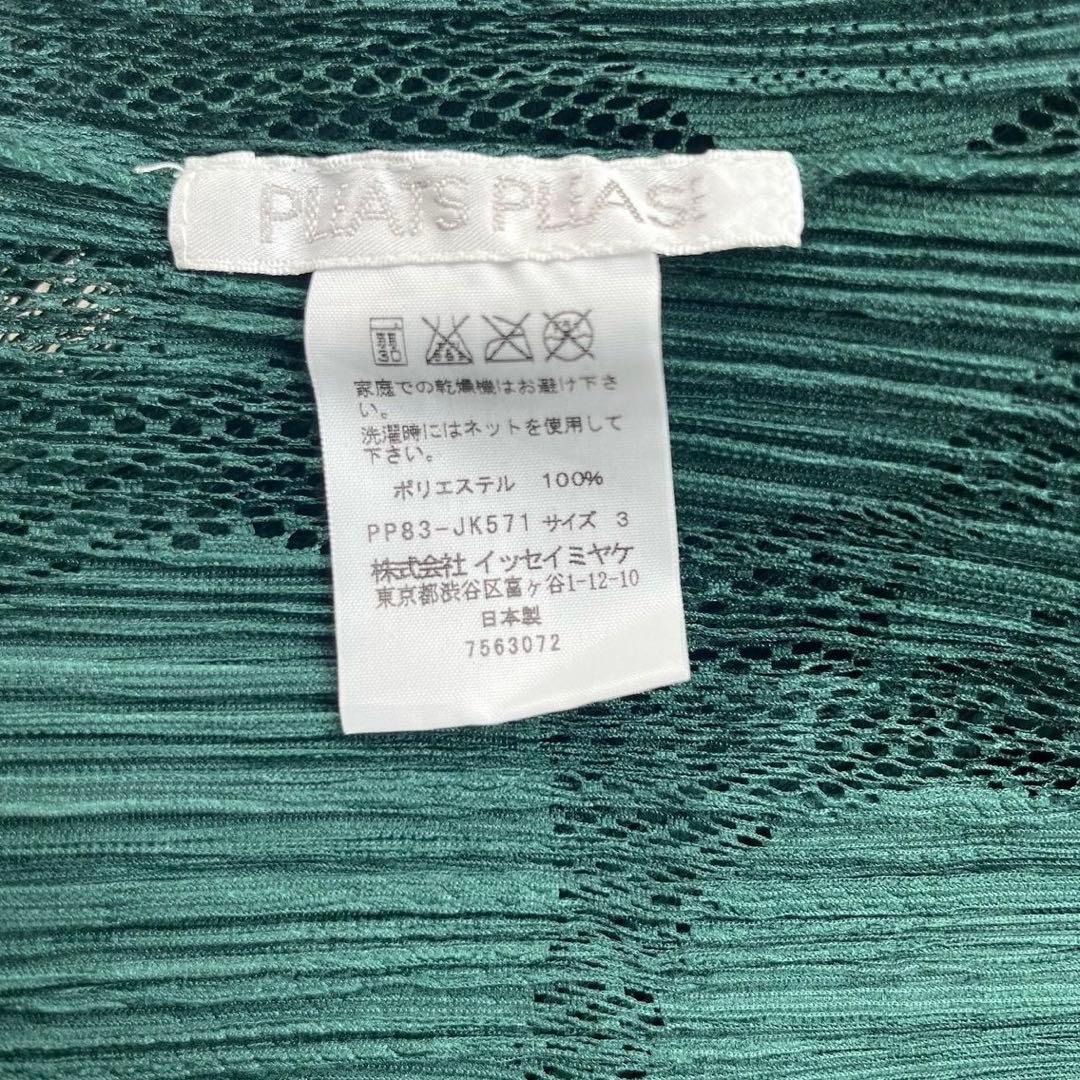 PLEATS PLEASE
家庭での乾燥機はお避け下さ
い。
洗濯時にはネットを使用して
下さい。
ポリエステル 100%
PP83-JK571 サイズ 3
株式会社 イッセイミヤケ
東京都渋谷区富ヶ谷1-12-10
日本製
7563072